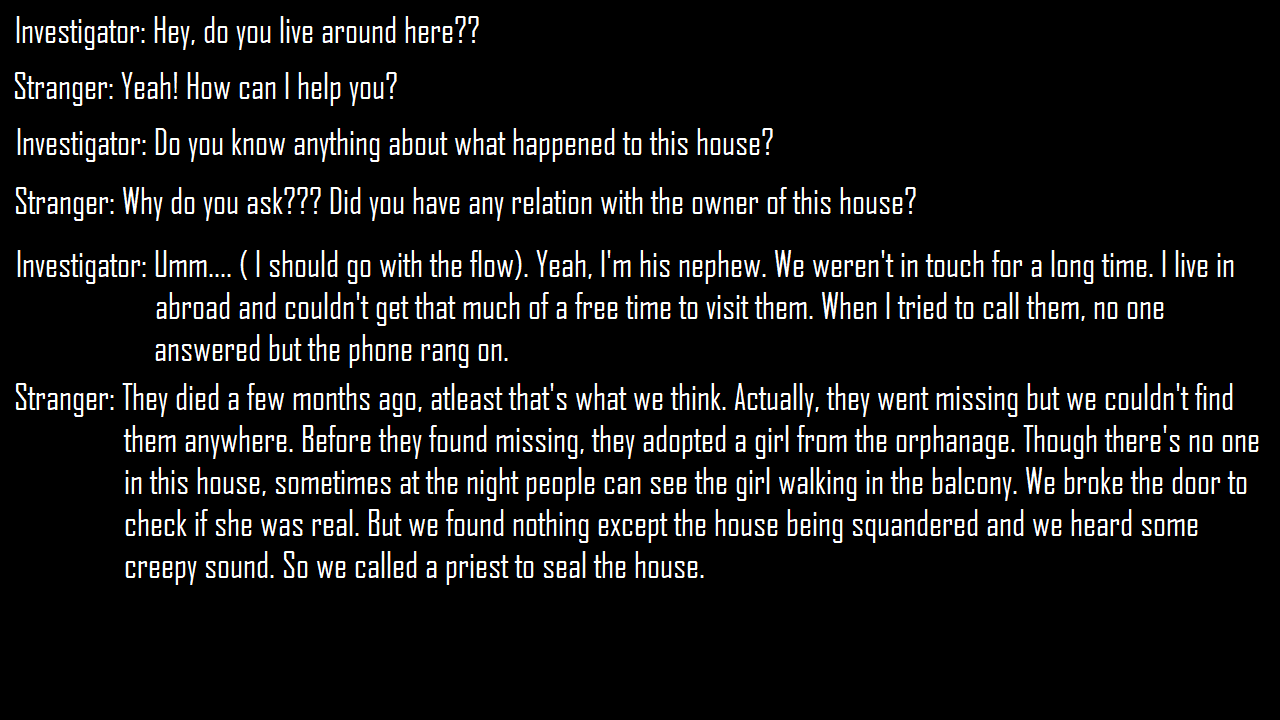 Investigator: Hey, do you live around here??
Stranger: Yeah! How can I help you?
Investigator: Do you know anything about what happened to this house?
Stranger: Why do you ask??? Did you have any relation with the owner of this house?
Investigator: Umm.... ( I should go with the flow). Yeah, I'm his nephew. We weren't in touch for a long time. I live in
abroad and couldn't get that much of a free time to visit them. When I tried to call them, no one
answered but the phone rang on.
Stranger: They died a few months ago, atleast that's what we think. Actually, they went missing but we couldn't find
them anywhere. Before they found missing, they adopted a girl from the orphanage. Though there's no one
in this house, sometimes at the night people can see the girl walking in the balcony. We broke the door to
check if she was real. But we found nothing except the house being squandered and we heard some
creepy sound. So we called a priest to seal the house.